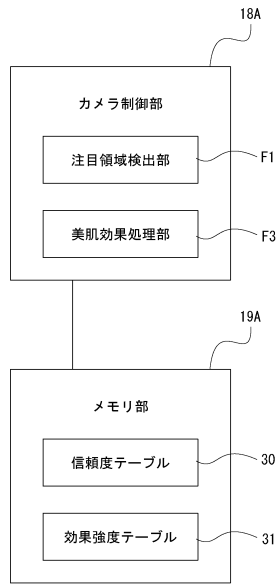 18A
カメラ制御部
注目領域検出部
F1
美肌効果処理部
F3
19A
メモリ部
信頼度テーブル
30
効果強度テーブル
31